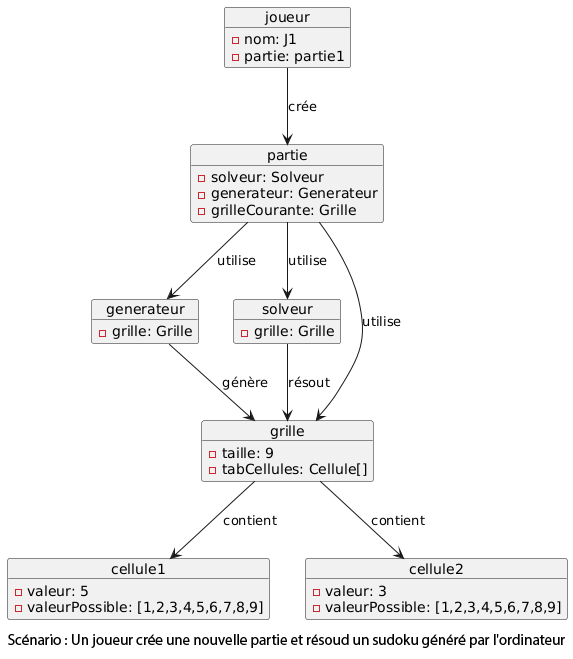 joueur
nom: J1
partie: partie1
crée
partie
solveur: Solveur
generateur: Generateur
grilleCourante: Grille
utilise
utilise
generateur
grille: Grille
solveur
grille: Grille
utilise
génère
résout
grille
taille: 9
tabCellules: Cellule[]
contient
contient
cellule1
valeur: 5
valeurPossible: [1,2,3,4,5,6,7,8,9]
cellule2
valeur: 3
valeurPossible: [1,2,3,4,5,6,7,8,9]
Scénario : Un joueur crée une nouvelle partie et résoud un sudoku généré par l'ordinateur